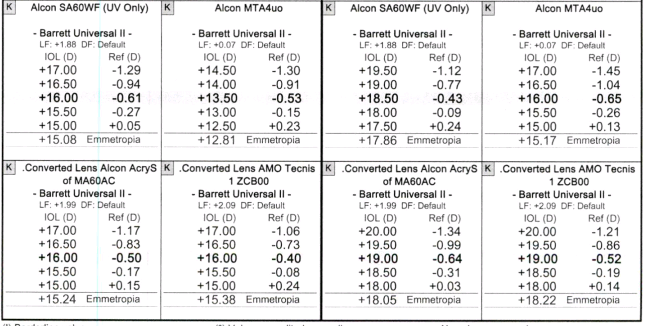 K Alcon SA60WF (UV Only)
- Barrett Universal II -
LF: +1.88 DF: Default
IOL (D) Ref (D)
+17.00 -1.29
+16.50 -0.94
+16.00 -0.61
+15.50 -0.27
+15.00 +0.05
+15.08 Emmetropia
K Alcon MTA4uo
- Barrett Universal II -
LF: +0.07 DF: Default
IOL (D) Ref (D)
+14.50 -1.30
+14.00 -0.91
+13.50 -0.53
+13.00 -0.15
+12.50 +0.23
+12.81 Emmetropia
K Alcon SA60WF (UV Only)
- Barrett Universal II -
LF: +1.88 DF: Default
IOL (D) Ref (D)
+19.50 -1.12
+19.00 -0.77
+18.50 -0.43
+18.00 -0.09
+17.50 +0.24
+17.86 Emmetropia
K Alcon MTA4uo
- Barrett Universal II -
LF: +0.07 DF: Default
IOL (D) Ref (D)
+17.00 -1.45
+16.50 -1.04
+16.00 -0.65
+15.50 -0.26
+15.00 +0.13
+15.17 Emmetropia
K .Converted Lens Alcon AcryS
of MA60AC
- Barrett Universal II -
LF: +1.99 DF: Default
IOL (D) Ref (D)
+17.00 -1.17
+16.50 -0.83
+16.00 -0.50
+15.50 -0.17
+15.00 +0.15
+15.24 Emmetropia
K .Converted Lens AMO Tecnis
1 ZCB00
- Barrett Universal II -
LF: +2.09 DF: Default
IOL (D) Ref (D)
+17.00 -1.06
+16.50 -0.73
+16.00 -0.40
+15.50 -0.08
+15.00 +0.24
+15.38 Emmetropia
K .Converted Lens Alcon AcryS
of MA60AC
- Barrett Universal II -
LF: +1.99 DF: Default
IOL (D) Ref (D)
+20.00 -1.34
+19.50 -0.99
+19.00 -0.64
+18.50 -0.31
+18.00 +0.03
+18.05 Emmetropia
K .Converted Lens AMO Tecnis
1 ZCB00
- Barrett Universal II -
LF: +2.09 DF: Default
IOL (D) Ref (D)
+20.00 -1.21
+19.50 -0.86
+19.00 -0.52
+18.50 -0.19
+18.00 +0.14
+18.22 Emmetropia